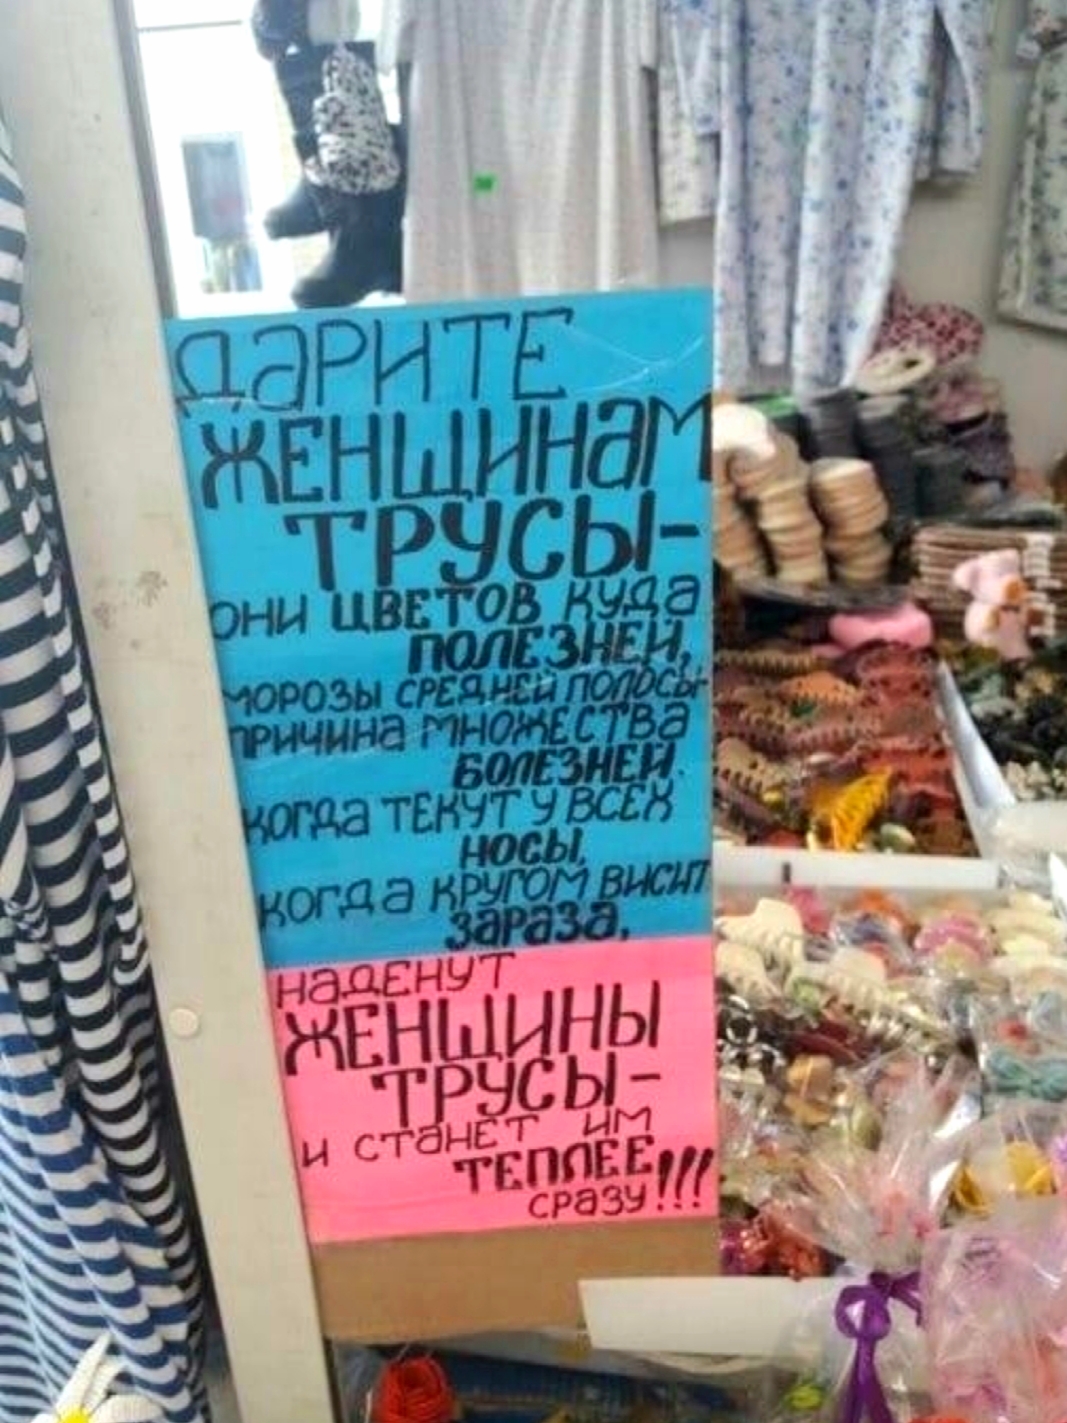 ДАРИТЕ
ЖЕНЩИНАМ
ТРУСЫ-
ОНИ ЦВЕТОВ КУДА
ПОЛЕЗНЕЙ,
МОРОЗЫ СРЕДНЕЙ ПОЛОСЫ-
ПРИЧИНА МНОЖЕСТВА
БОЛЕЗНЕЙ.
КОГДА ТЕКУТ У ВСЕХ
НОСЫ,
КОГДА КРУГОМ ВИСИТ
ЗАРАЗА,
НАДЕНУТ
ЖЕНЩИНЫ
ТРУСЫ-
И СТАНЕТ ИМ
ТЕПЛЕЕ
СРАЗУ!!!